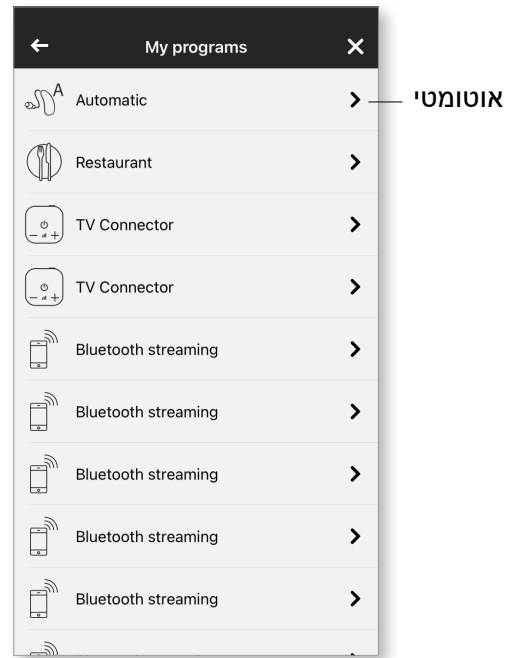 My programs
A
Automatic
אוטומטי
Restaurant
TV Connector
TV Connector
Bluetooth streaming
Bluetooth streaming
Bluetooth streaming
Bluetooth streaming
Bluetooth streaming